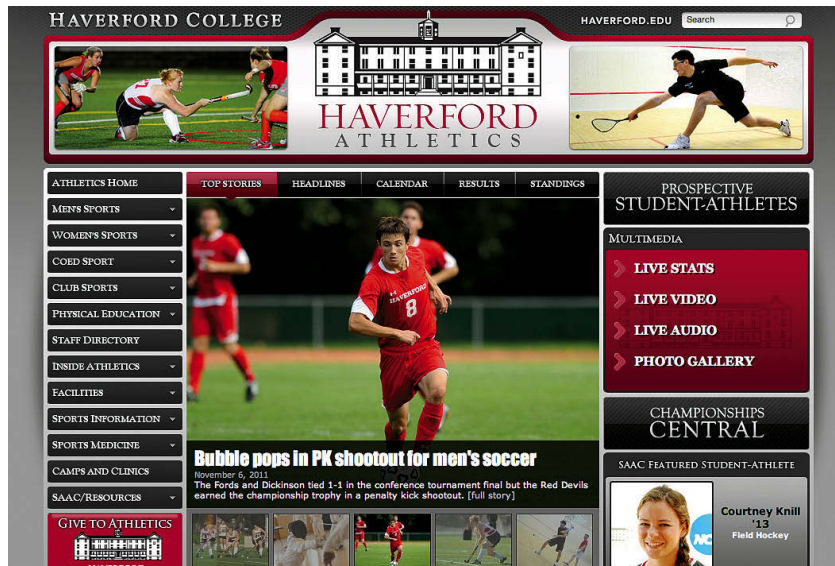 HAVERFORD COLLEGE
HAVERFORD.EDU
Search
HAVERFORD
ATHLETICS
ATHLETICS HOME
MEN'S SPORTS
WOMEN'S SPORTS
COED SPORT
CLUB SPORTS
PHYSICAL EDUCATION
STAFF DIRECTORY
INSIDE ATHLETICS
FACILITIES
SPORTS INFORMATION
SPORTS MEDICINE
CAMPS AND CLINICS
SAAC/RESOURCES
GIVE TO ATHLETICS
TOP STORIES
HEADLINES
CALENDAR
RESULTS
STANDINGS
HAVERFORD
8
Bubble pops in PK shootout for men's soccer
November 6, 2011
The Fords and Dickinson tied 1-1 in the conference tournament final but the Red Devils
earned the championship trophy in a penalty kick shootout. [full story]
PROSPECTIVE
STUDENT-ATHLETES
MULTIMEDIA
LIVE STATS
LIVE VIDEO
LIVE AUDIO
PHOTO GALLERY
CHAMPIONSHIPS
CENTRAL
SAAC FEATURED STUDENT-ATHLETE
Courtney Knill
'13
Field Hockey